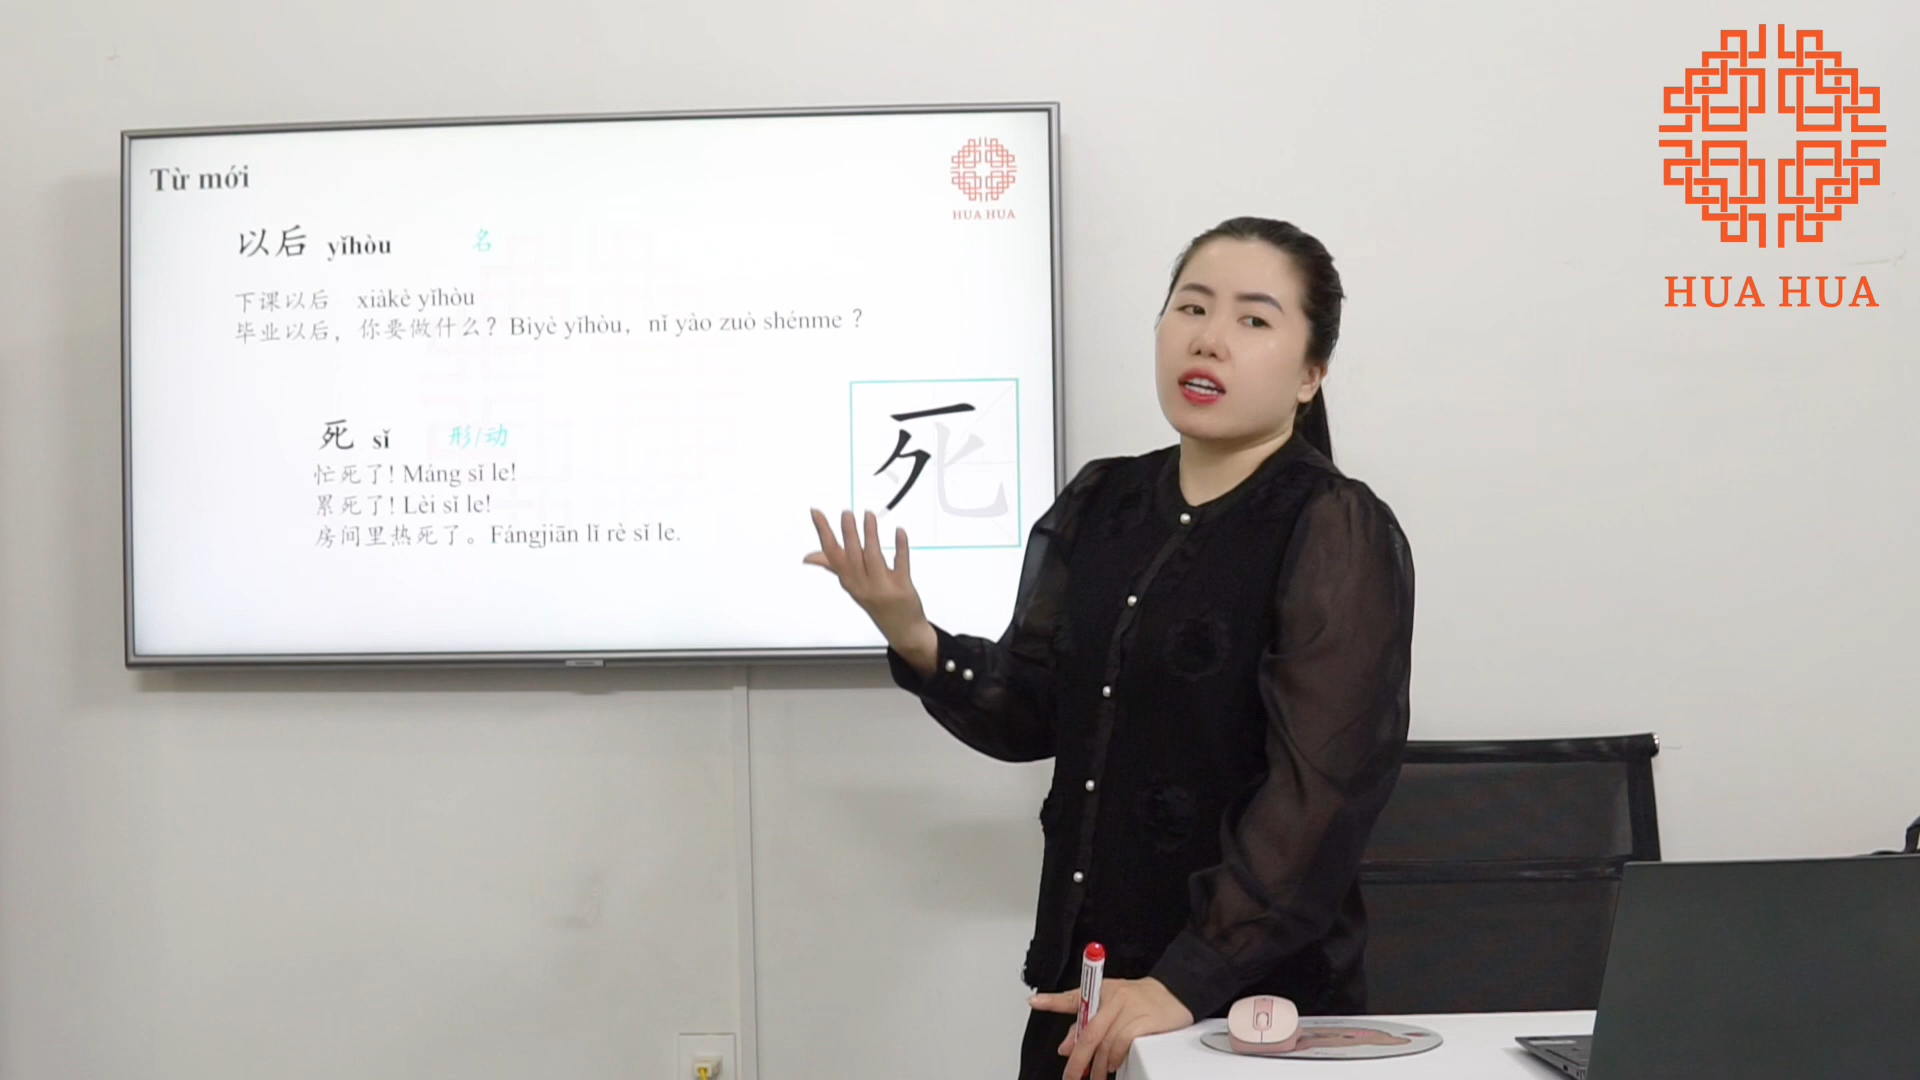 Từ mới
HUA HUA
以后 yǐhòu 名
下课以后 xiàkè yǐhòu
毕业以后，你要做什么？Bìyè yǐhòu, nǐ yào zuò shénme ?
死 sǐ 形/动
忙死了! Máng sǐ le!
累死了! Lèi sǐ le!
房间里热死了。Fángjiān lǐ rè sǐ le.
死
HUA HUA